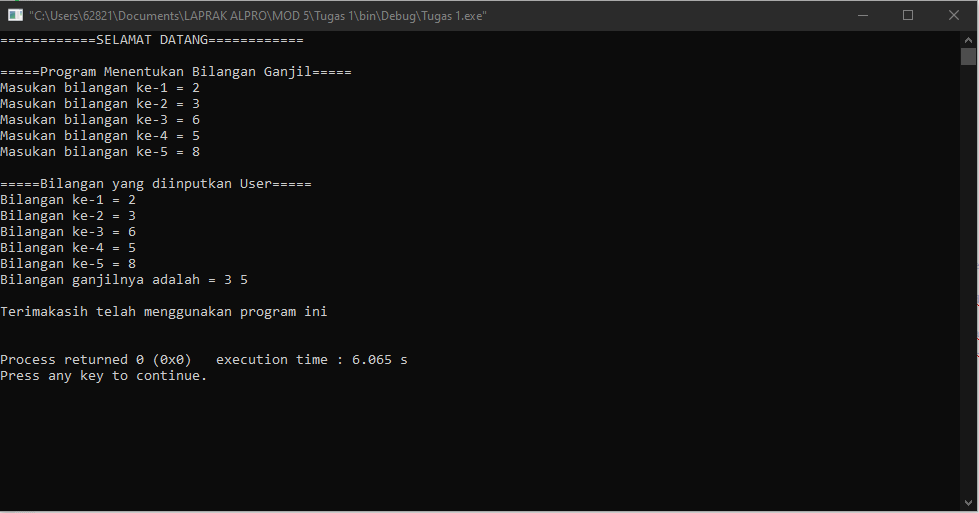 "C:\Users\62821\Documents\LAPRAK ALPRO\MOD 5\Tugas 1\bin\Debug\Tugas 1.exe"
============SELAMAT DATANG============
=====Program Menentukan Bilangan Ganjil=====
Masukan bilangan ke-1 = 2
Masukan bilangan ke-2 = 3
Masukan bilangan ke-3 = 6
Masukan bilangan ke-4 = 5
Masukan bilangan ke-5 = 8
=====Bilangan yang diinputkan User=====
Bilangan ke-1 = 2
Bilangan ke-2 = 3
Bilangan ke-3 = 6
Bilangan ke-4 = 5
Bilangan ke-5 = 8
Bilangan ganjilnya adalah = 3 5
Terimakasih telah menggunakan program ini
Process returned 0 (0x0)   execution time : 6.065 s
Press any key to continue.